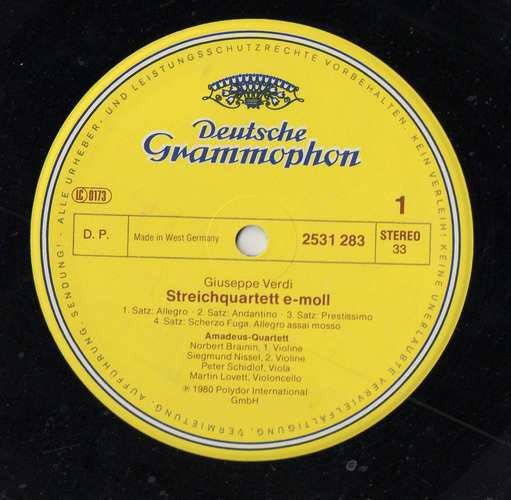 ALLE URHEBER- UND LEISTUNGSSCHUTZRECHTE VORBEHALTEN. KEIN VERLEIH! KEINE UNERLAUBTE VERVIELFÄLTIGUNG, VERMIETUNG, AUFFÜHRUNG, SENDUNG!
Deutsche
Grammophon
LC 0173
1
D. P.
Made in West Germany
2531 283
STEREO
33
Giuseppe Verdi
Streichquartett e-moll
1. Satz: Allegro · 2. Satz: Andantino · 3. Satz: Prestissimo
4. Satz: Scherzo Fuga. Allegro assai mosso
Amadeus-Quartett
Norbert Brainin, 1. Violine
Siegmund Nissel, 2. Violine
Peter Schidlof, Viola
Martin Lovett, Violoncello
℗ 1980 Polydor International
GmbH